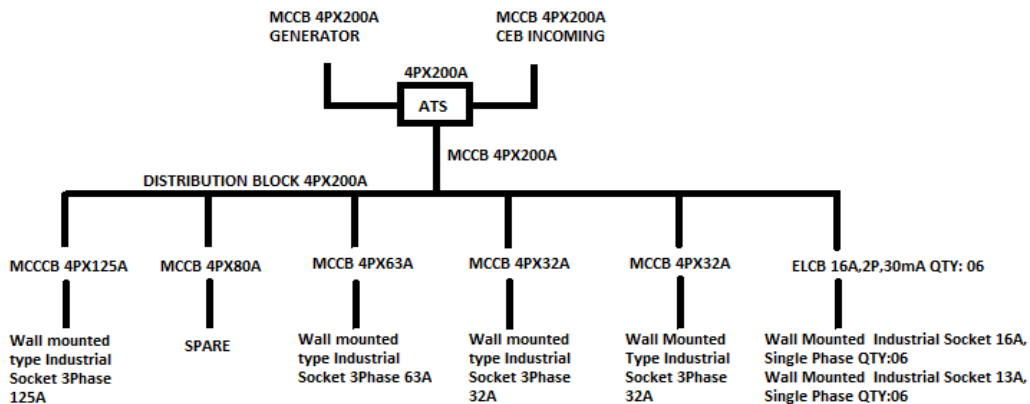 MCCB 4PX200A
GENERATOR
MCCB 4PX200A
CEB INCOMING
4PX200A
ATS
MCCB 4PX200A
DISTRIBUTION BLOCK 4PX200A
MCCCB 4PX125A
MCCB 4PX80A
MCCB 4PX63A
MCCB 4PX32A
MCCB 4PX32A
ELCB 16A,2P,30mA QTY: 06
Wall mounted
type Industrial
Socket 3Phase
125A
SPARE
Wall mounted
type Industrial
Socket 3Phase 63A
Wall mounted
type Industrial
Socket 3Phase
32A
Wall Mounted
Type Industrial
Socket 3Phase
32A
Wall Mounted  Industrial Socket 16A,
Single Phase QTY:06
Wall Mounted  Industrial Socket 13A,
Single Phase QTY:06